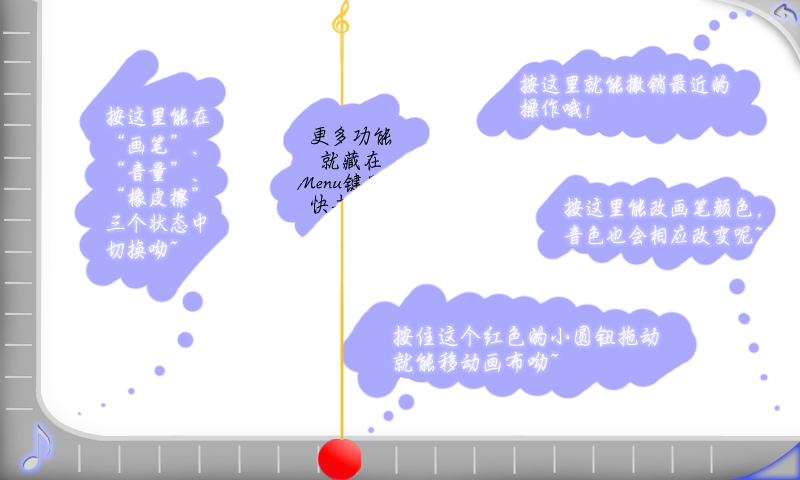 按这里能在
“画笔”、
“音量”、
“橡皮擦”
三个状态中
切换呦~
更多功能
就藏在
Menu键
快
按这里就能撤销最近的
操作哦！
按这里能改画笔颜色，
音色也会相应改变呢~
按住这个红色的小圆钮拖动
就能移动画布呦~